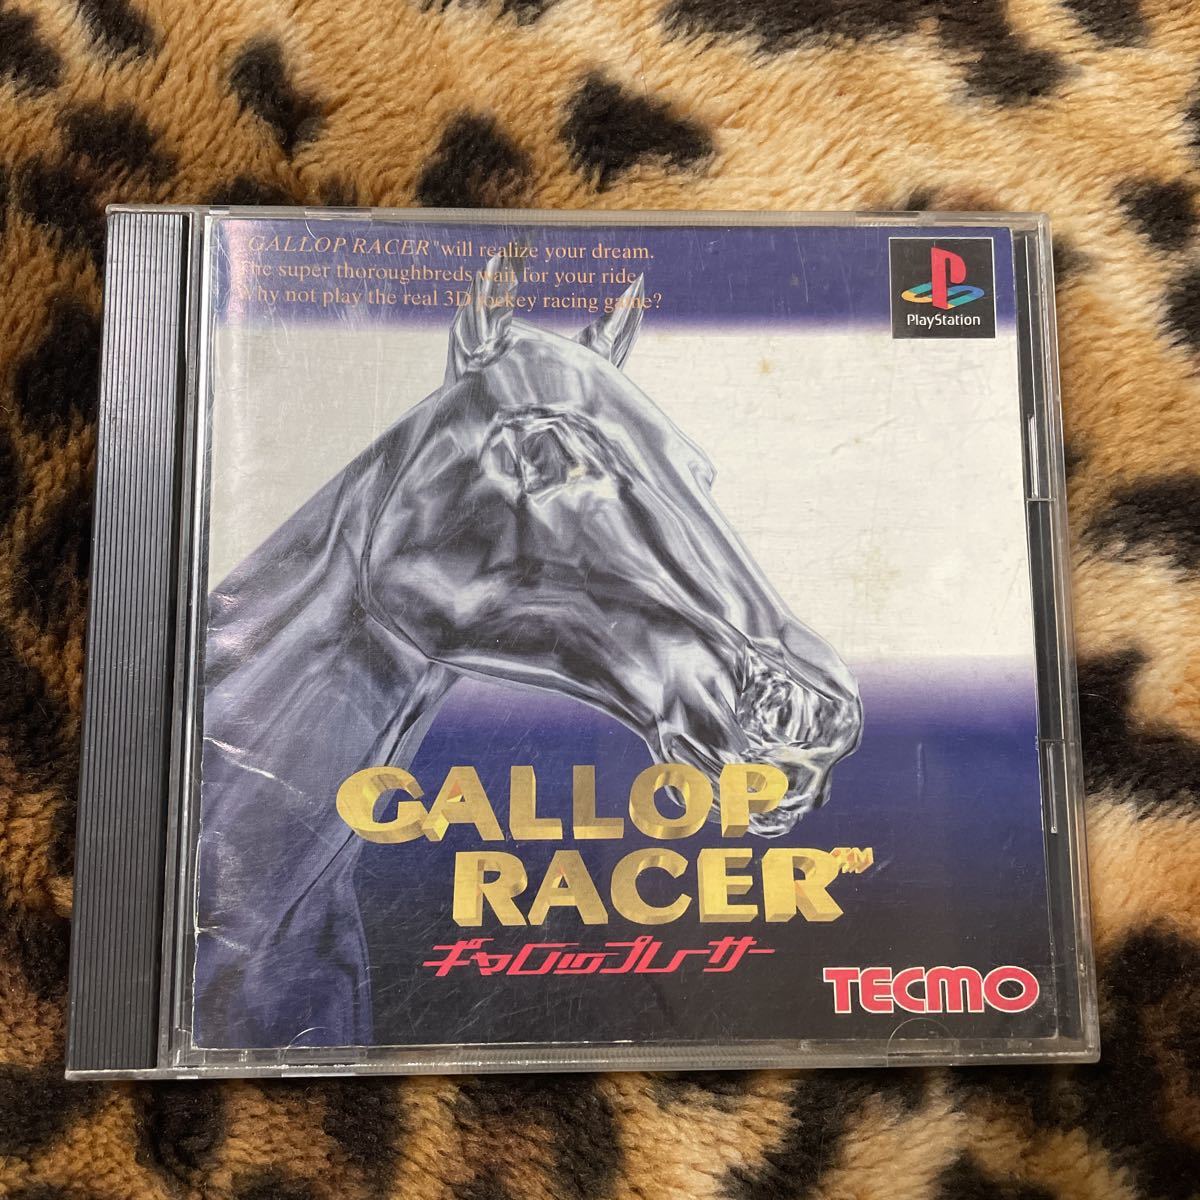 "GALLOP RACER" will realize your dream.
The super thoroughbreds wait for your ride.
Why not play the real 3D jockey racing game?
PlayStation
GALLOP
RACER™
ギャロップレーサー
TECMO